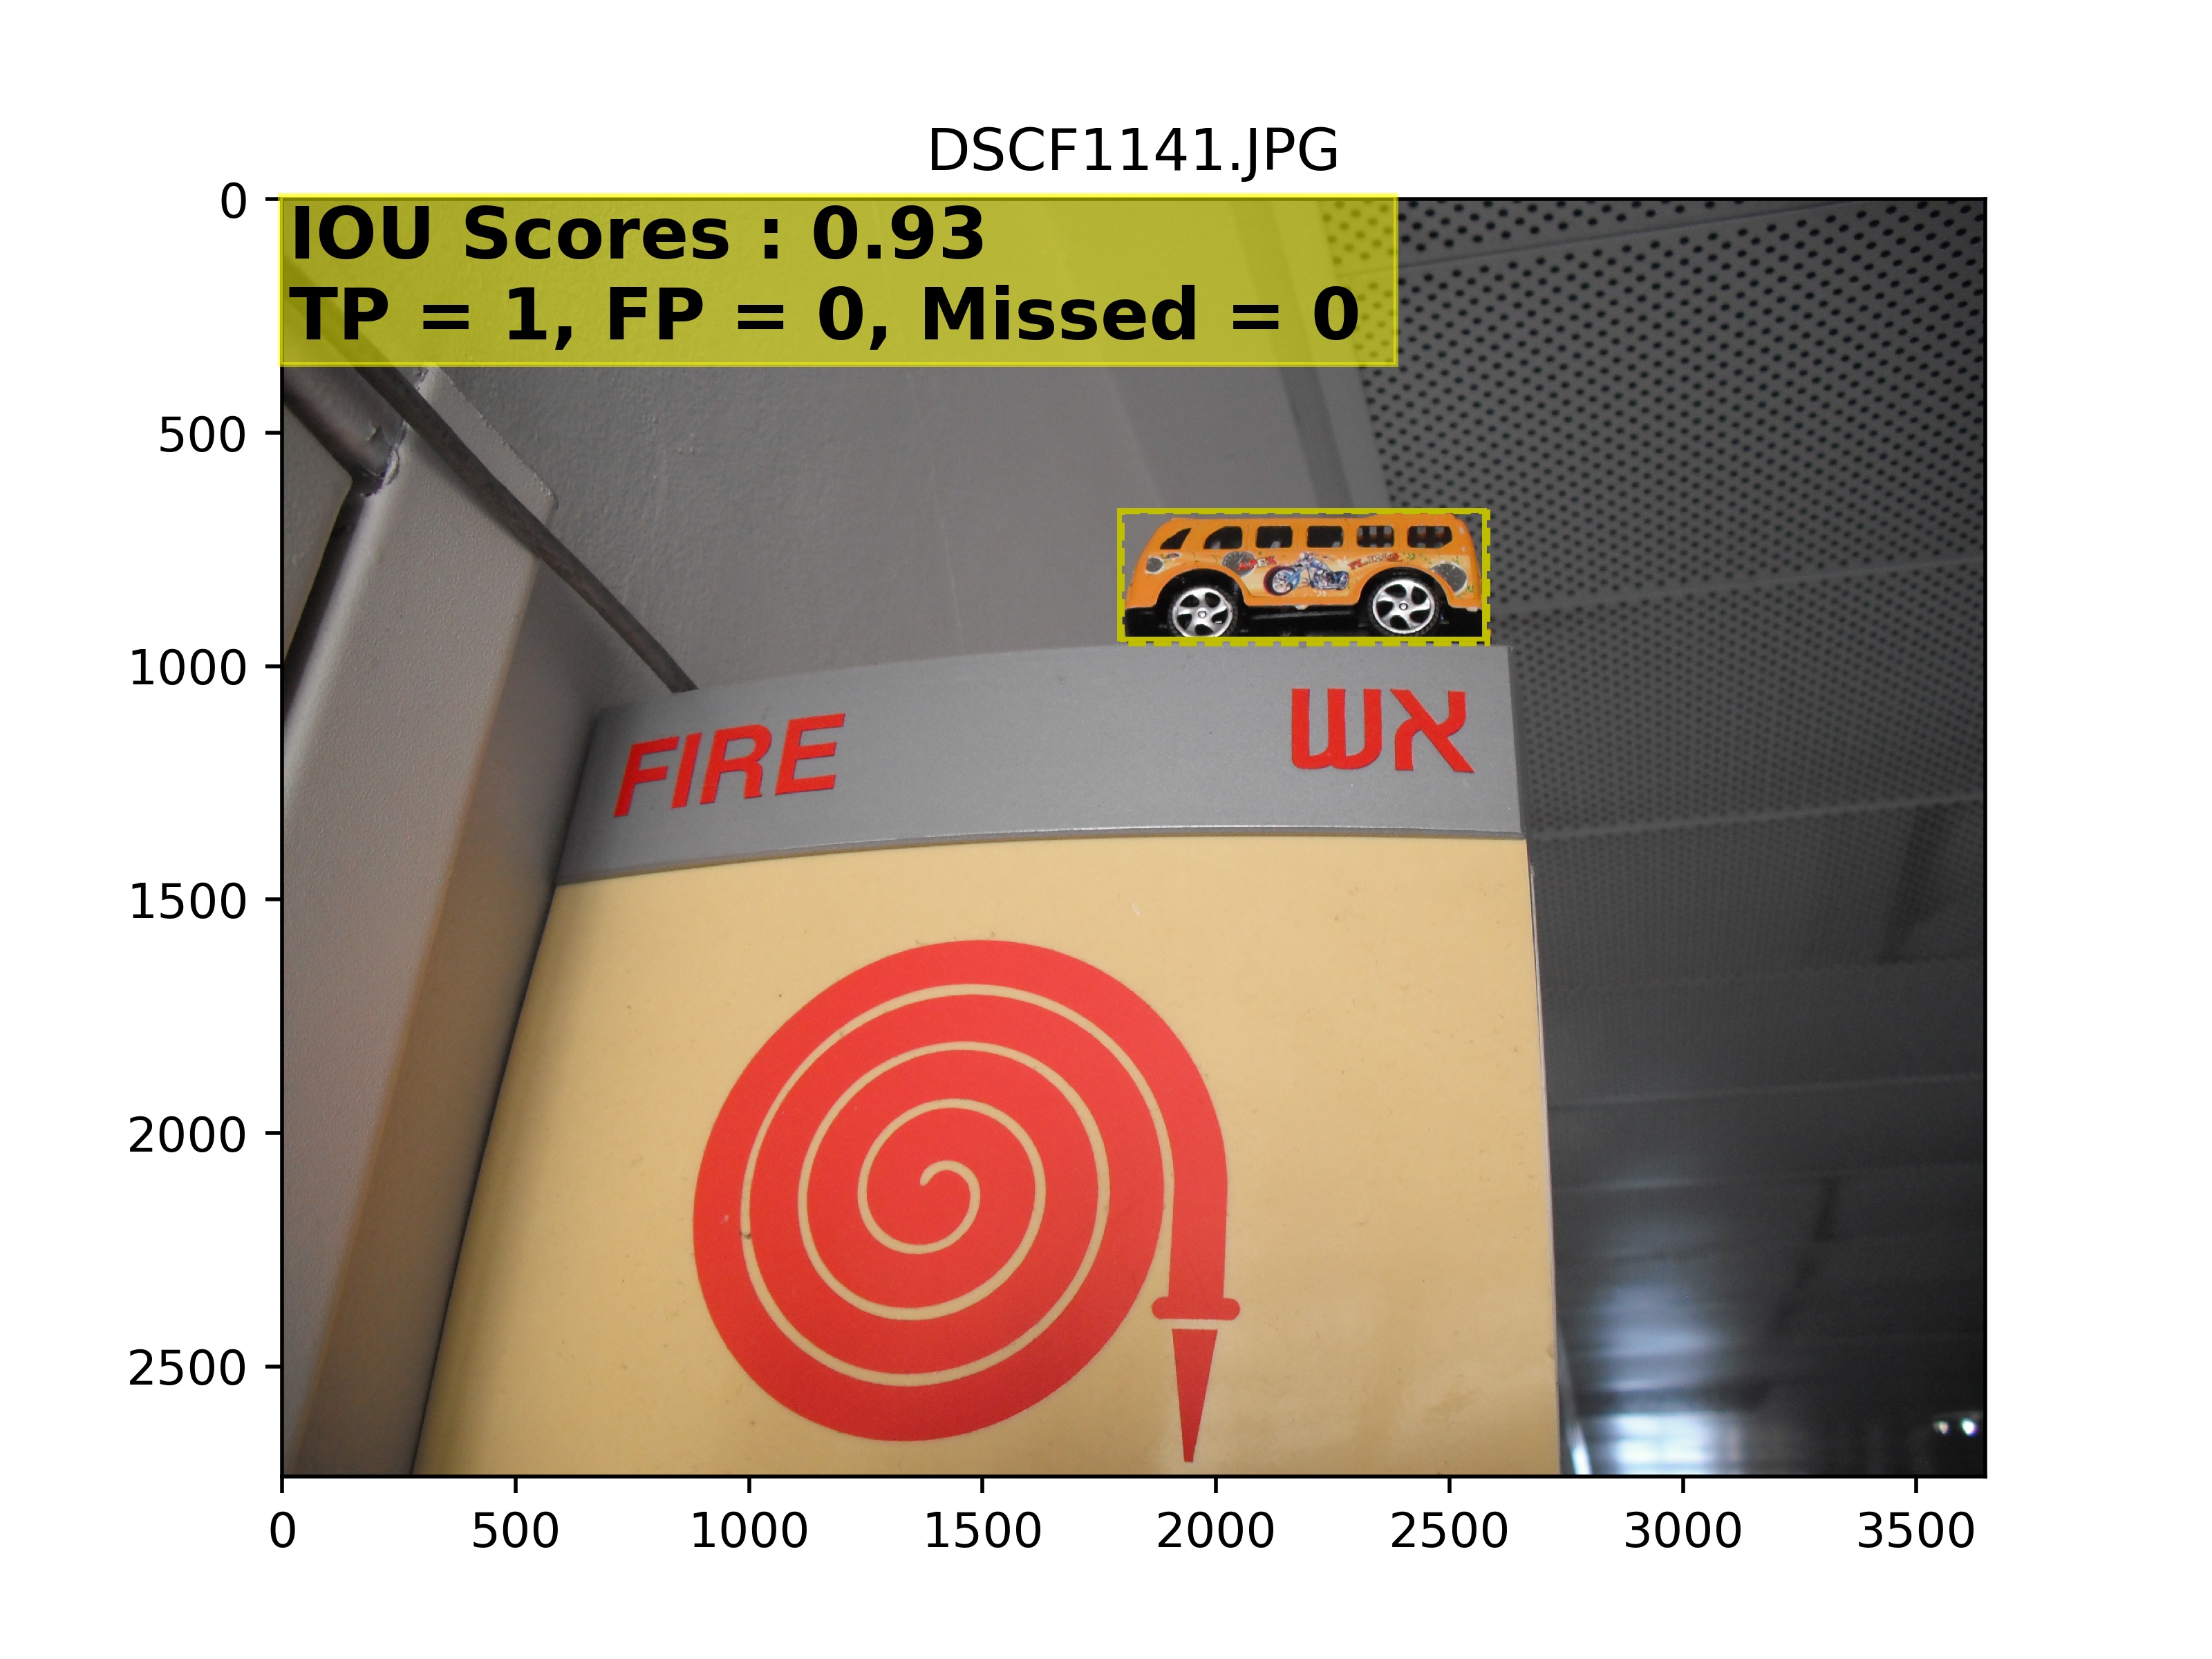 DSCF1141.JPG
IOU Scores : 0.93
TP = 1, FP = 0, Missed = 0
0
500
1000
1500
2000
2500
FIRE
אש
0 500 1000 1500 2000 2500 3000 3500